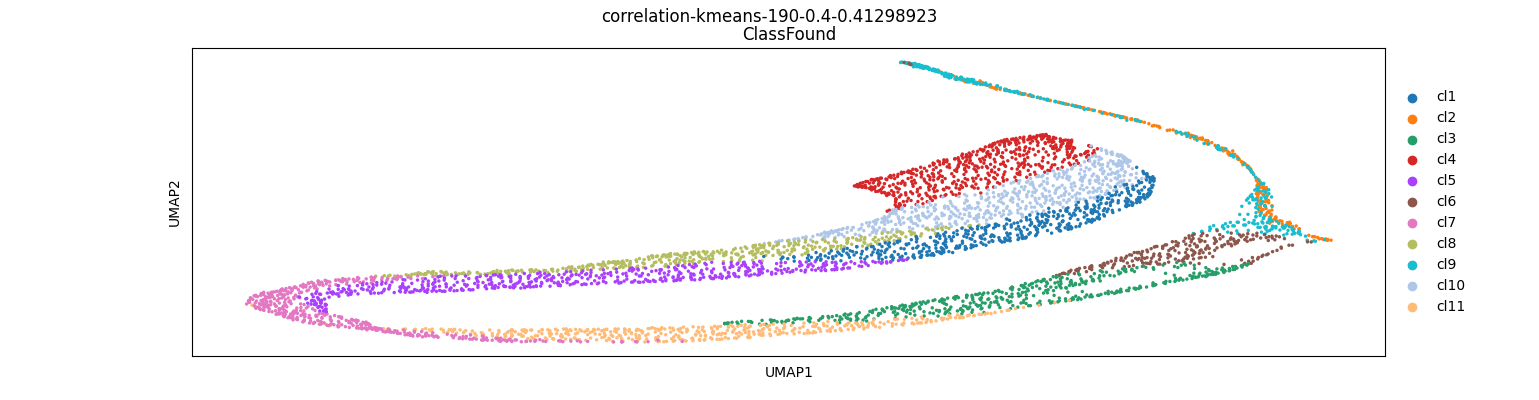 correlation-kmeans-190-0.4-0.41298923
ClassFound
UMAP2
cl1
cl2
cl3
cl4
cl5
cl6
cl7
cl8
cl9
cl10
cl11
UMAP1